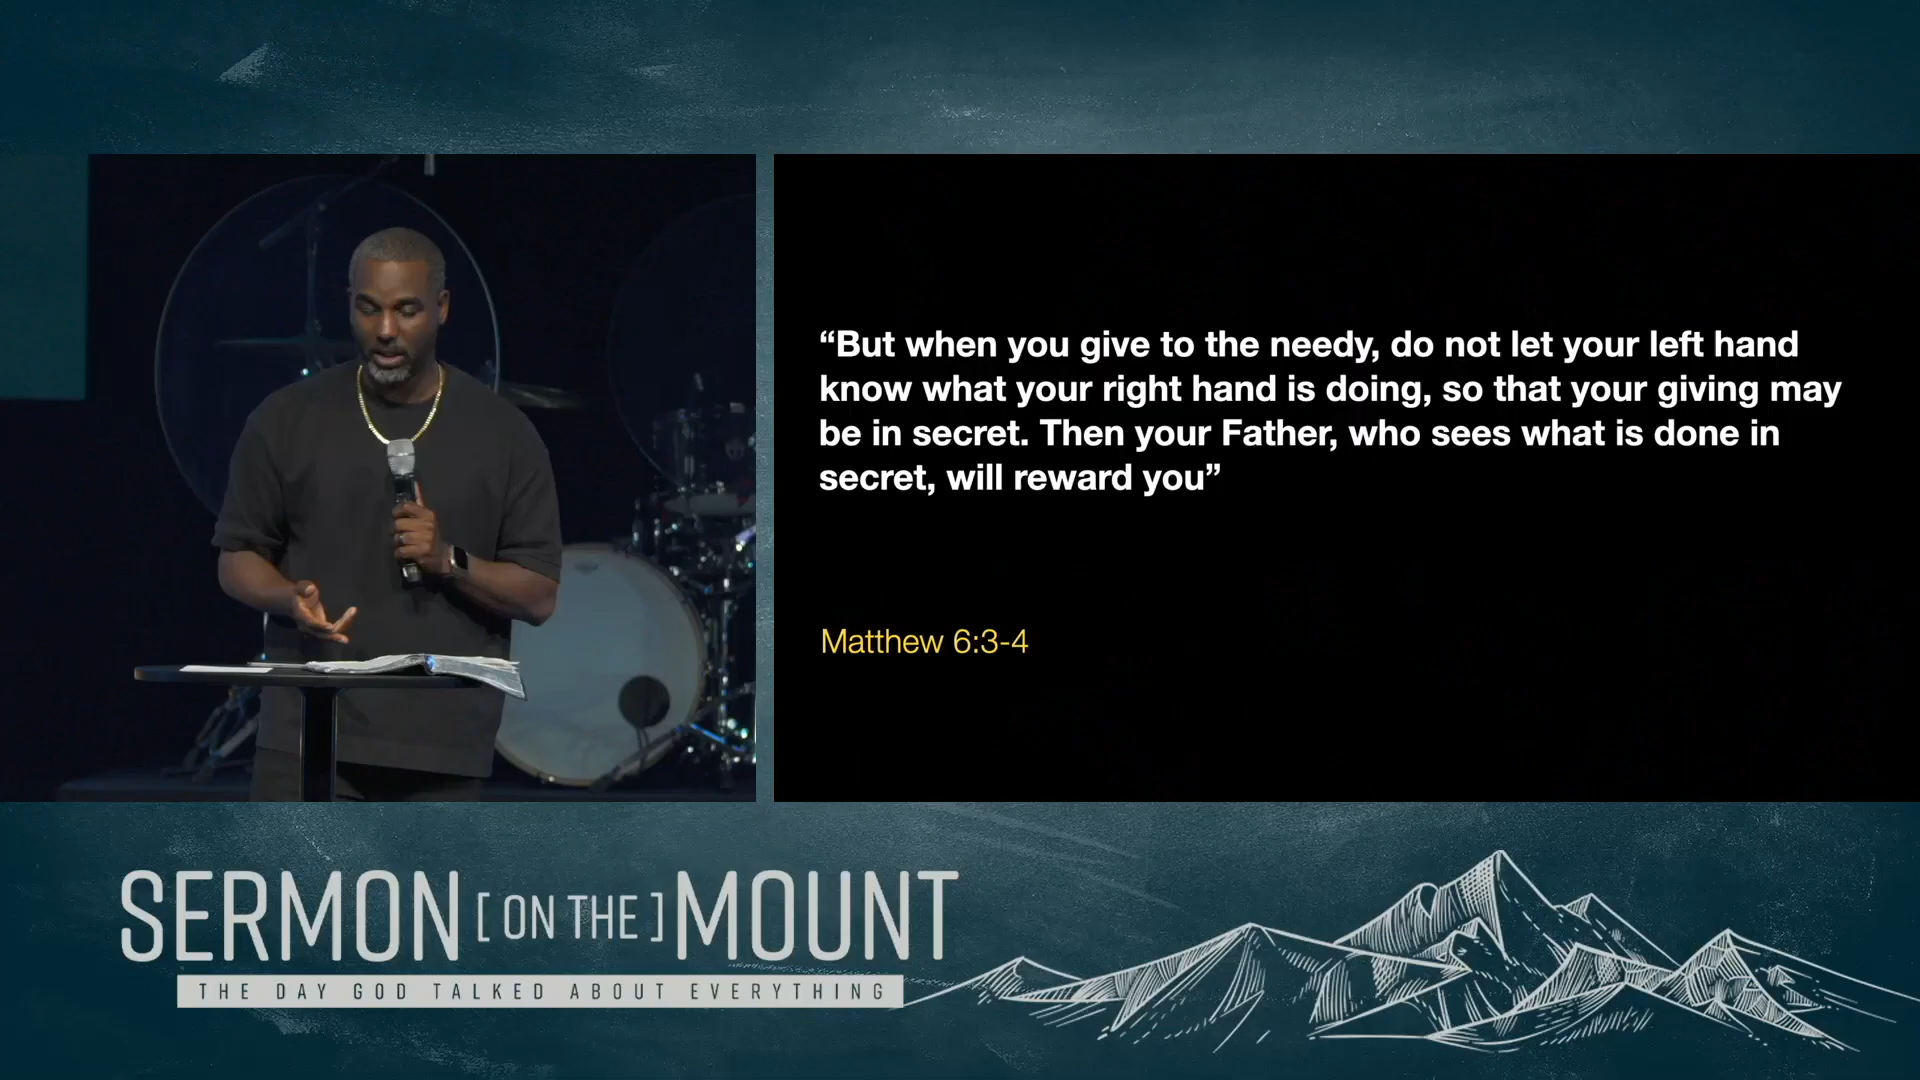 “But when you give to the needy, do not let your left hand
know what your right hand is doing, so that your giving may
be in secret. Then your Father, who sees what is done in
secret, will reward you”
Matthew 6:3-4
SERMON [ON THE] MOUNT
THE DAY GOD TALKED ABOUT EVERYTHING